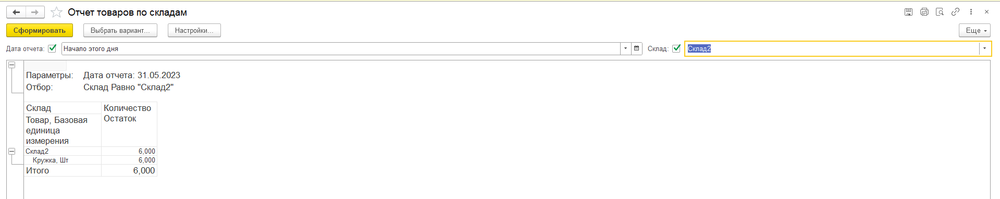 Отчет товаров по складам
Сформировать Выбрать вариант... Настройки... Еще
Дата отчета: Начало этого дня Склад: Склад2
Параметры: Дата отчета: 31.05.2023
Отбор: Склад Равно "Склад2"
Склад Количество Остаток
Товар, Базовая
единица
измерения
Склад2 6,000
Кружка, Шт 6,000
Итого 6,000